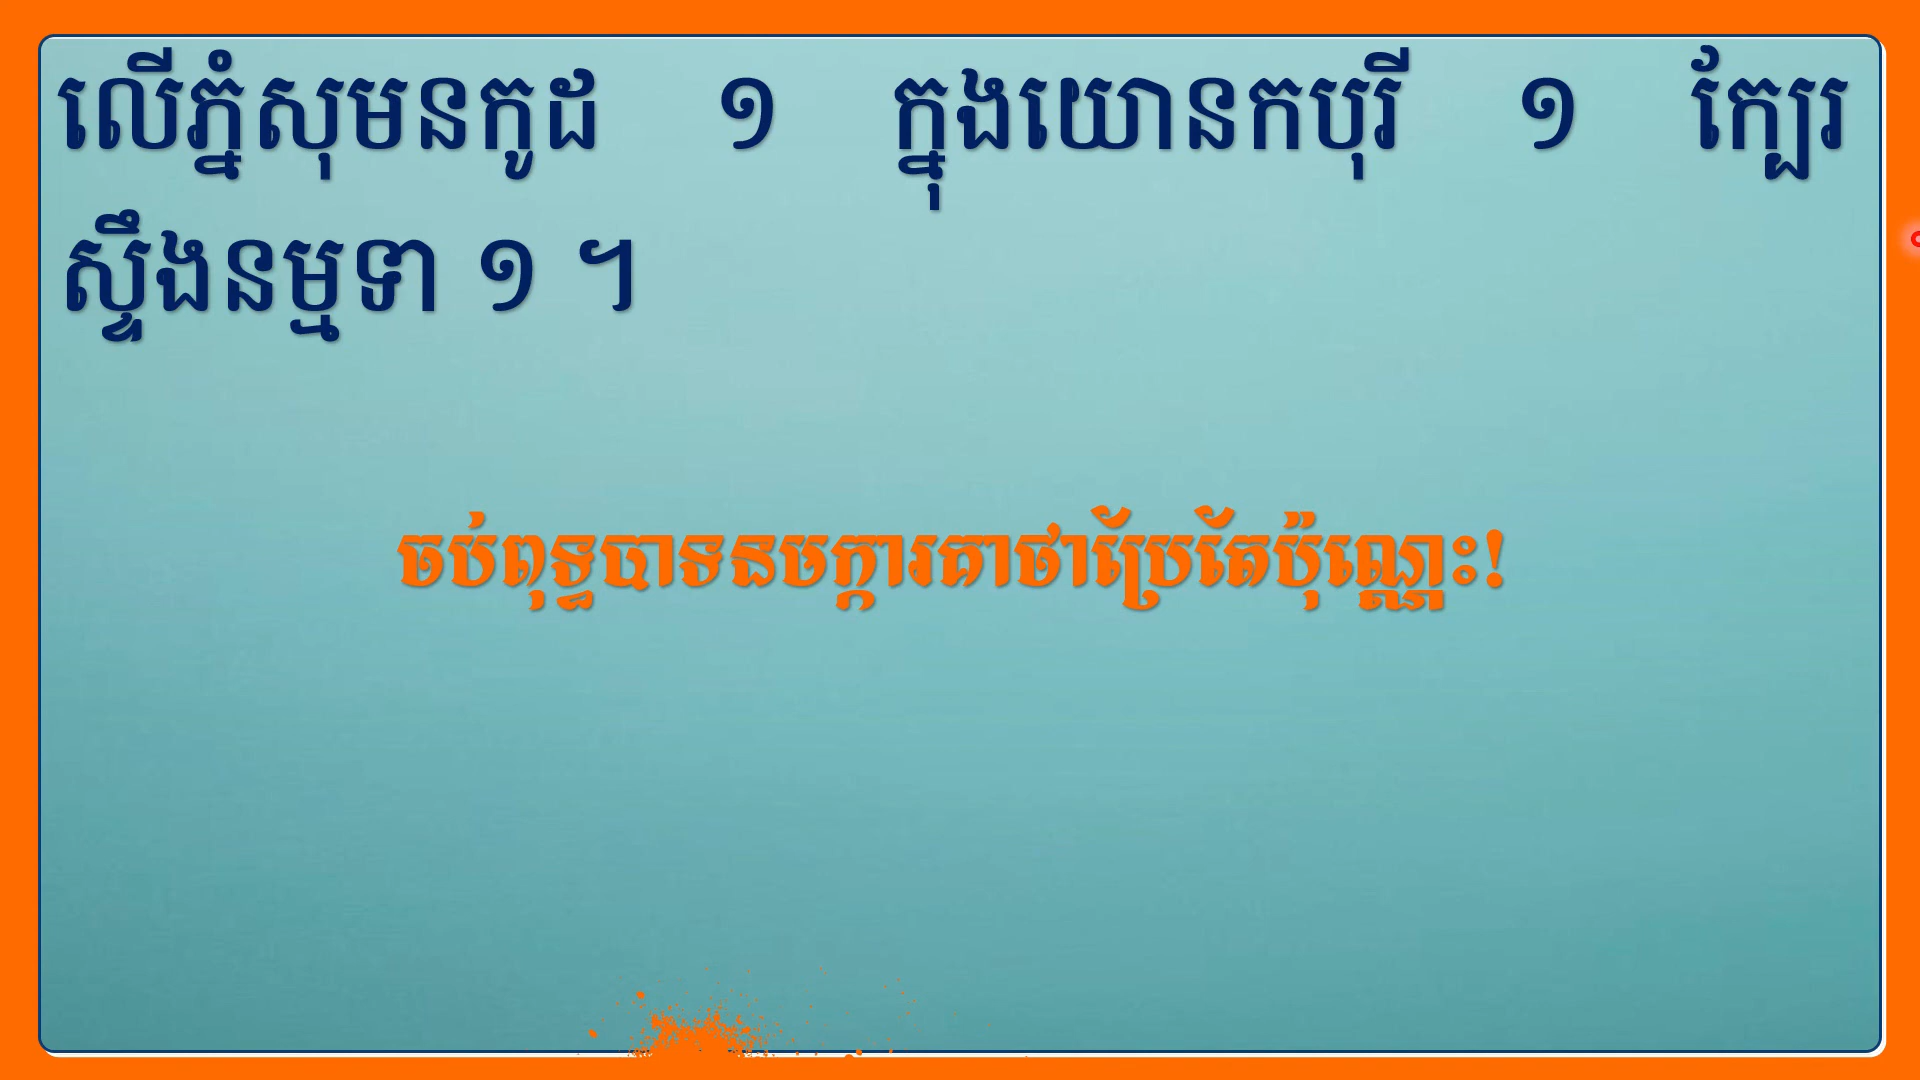 លើភ្នំសុមនកូដ ១ ក្នុងយោនកបុរី ១ ក្បែរ
ស្ទឹងនម្មទា ១ ។
ចប់ពុទ្ធបាទនមក្ការគាថាប្រែតែប៉ុណ្ណេះ!